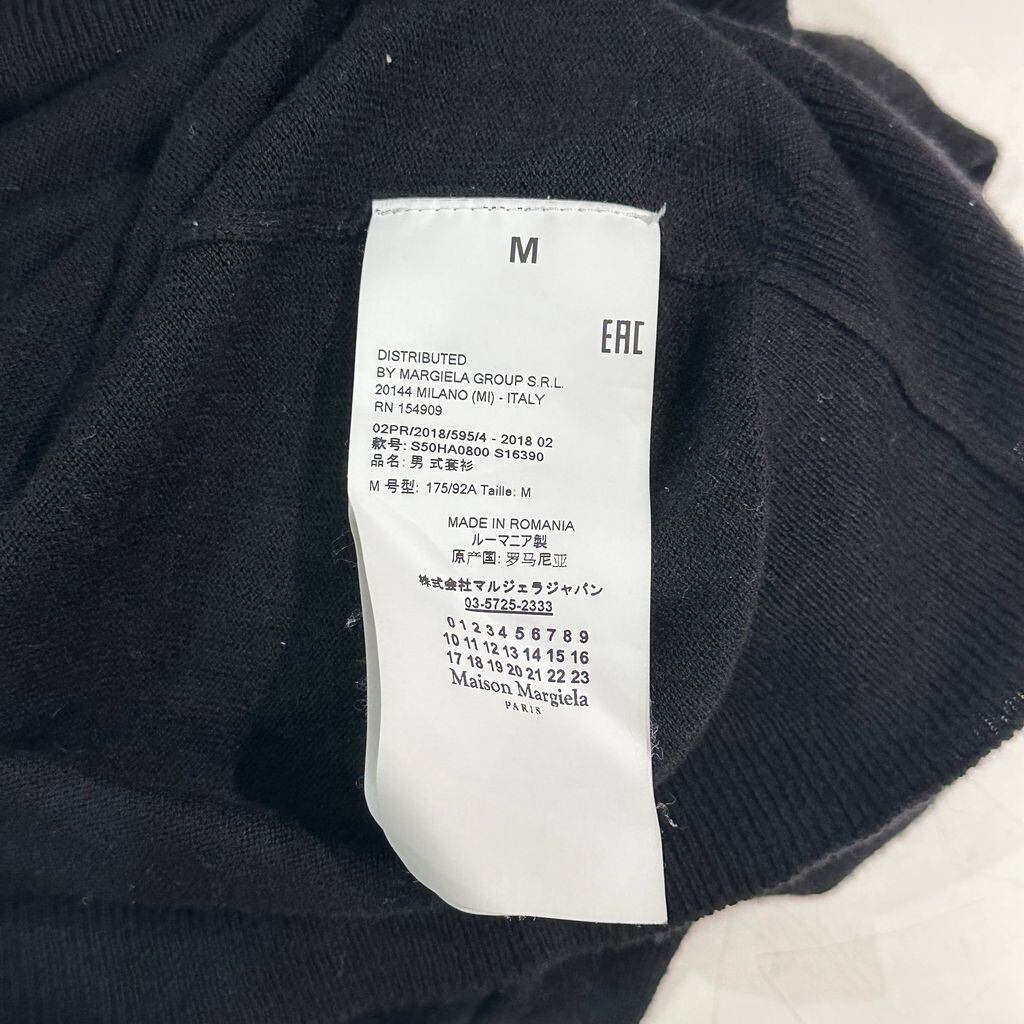 M
EAC
DISTRIBUTED
BY MARGIELA GROUP S.R.L.
20144 MILANO (MI) - ITALY
RN 154909
02PR/2018/595/4 - 2018 02
款号: S50HA0800 S16390
品名: 男 式套衫
M 号型: 175/92A Taille: M
MADE IN ROMANIA
ルーマニア製
原产国: 罗马尼亚
株式会社マルジェラジャパン
03-5725-2333
0 1 2 3 4 5 6 7 8 9
10 11 12 13 14 15 16
17 18 19 20 21 22 23
Maison Margiela
PARIS